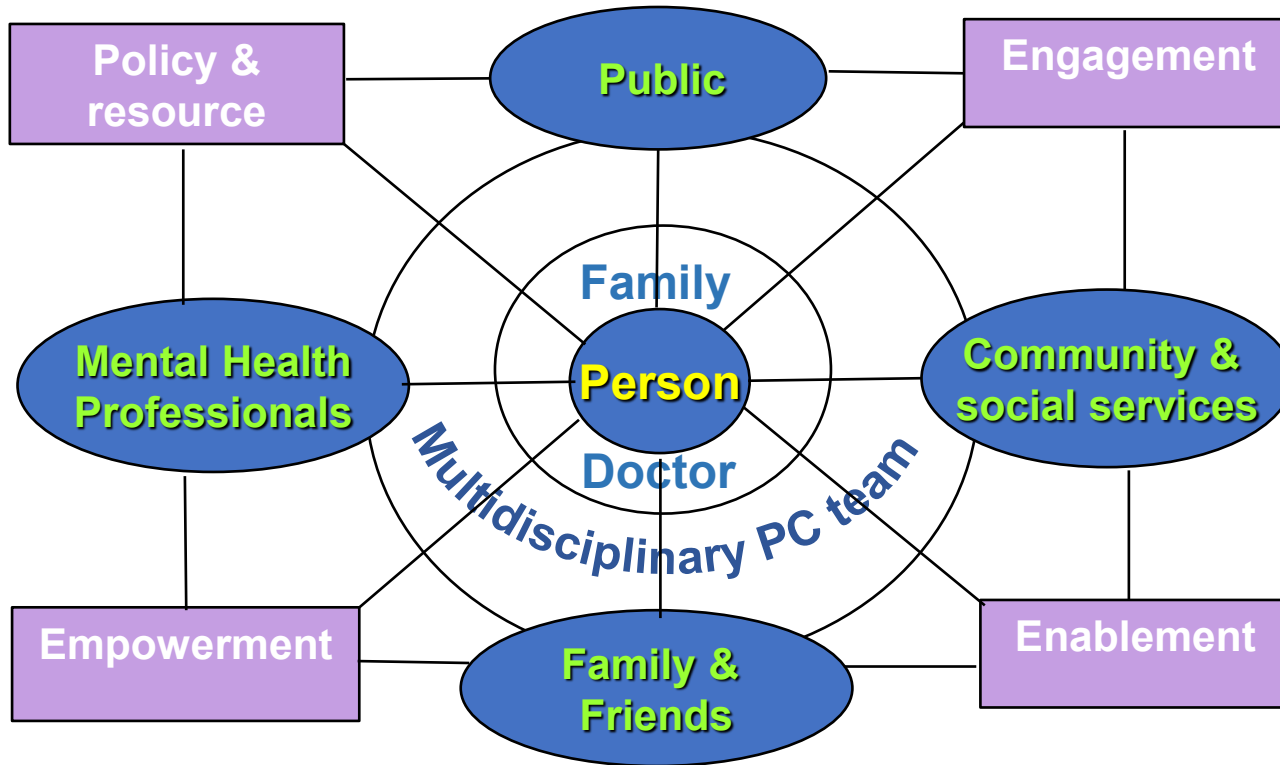 Policy &
resource
Public
Engagement
Family
Mental Health
Professionals
Person
Community &
social services
Doctor
Multidisciplinary PC team
Empowerment
Family &
Friends
Enablement